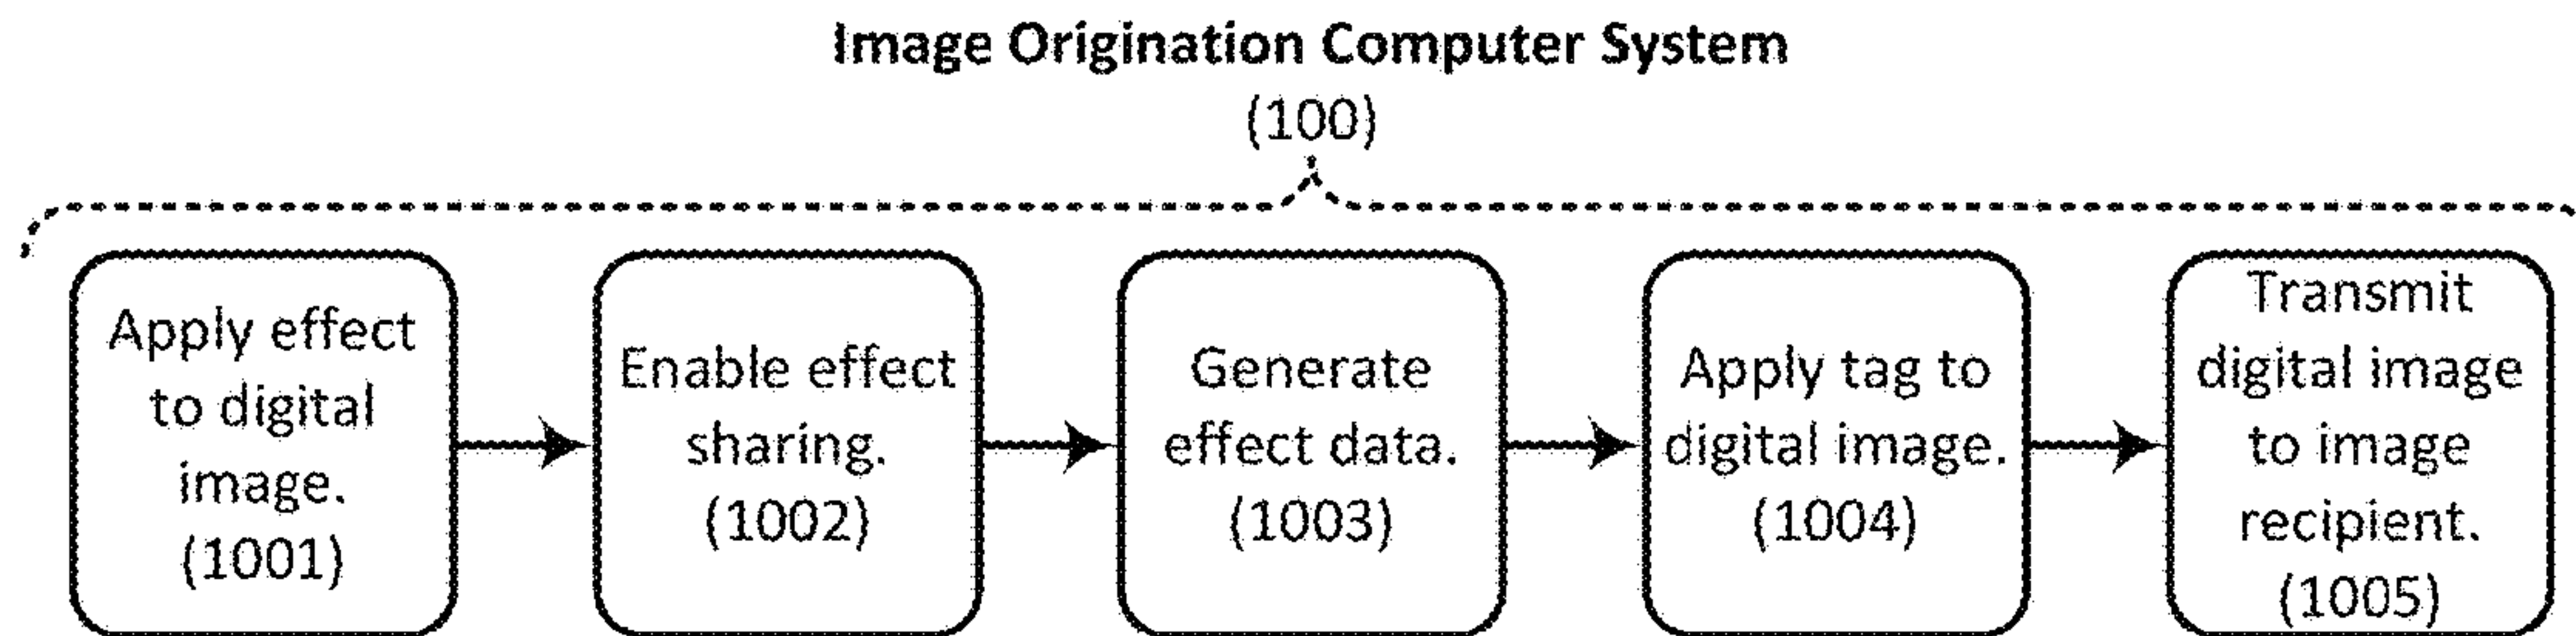 Image Origination Computer System
(100)
Apply effect
to digital
image.
(1001)
Enable effect
sharing.
(1002)
Generate
effect data.
(1003)
Apply tag to
digital image.
(1004)
Transmit
digital image
to image
recipient.
(1005)